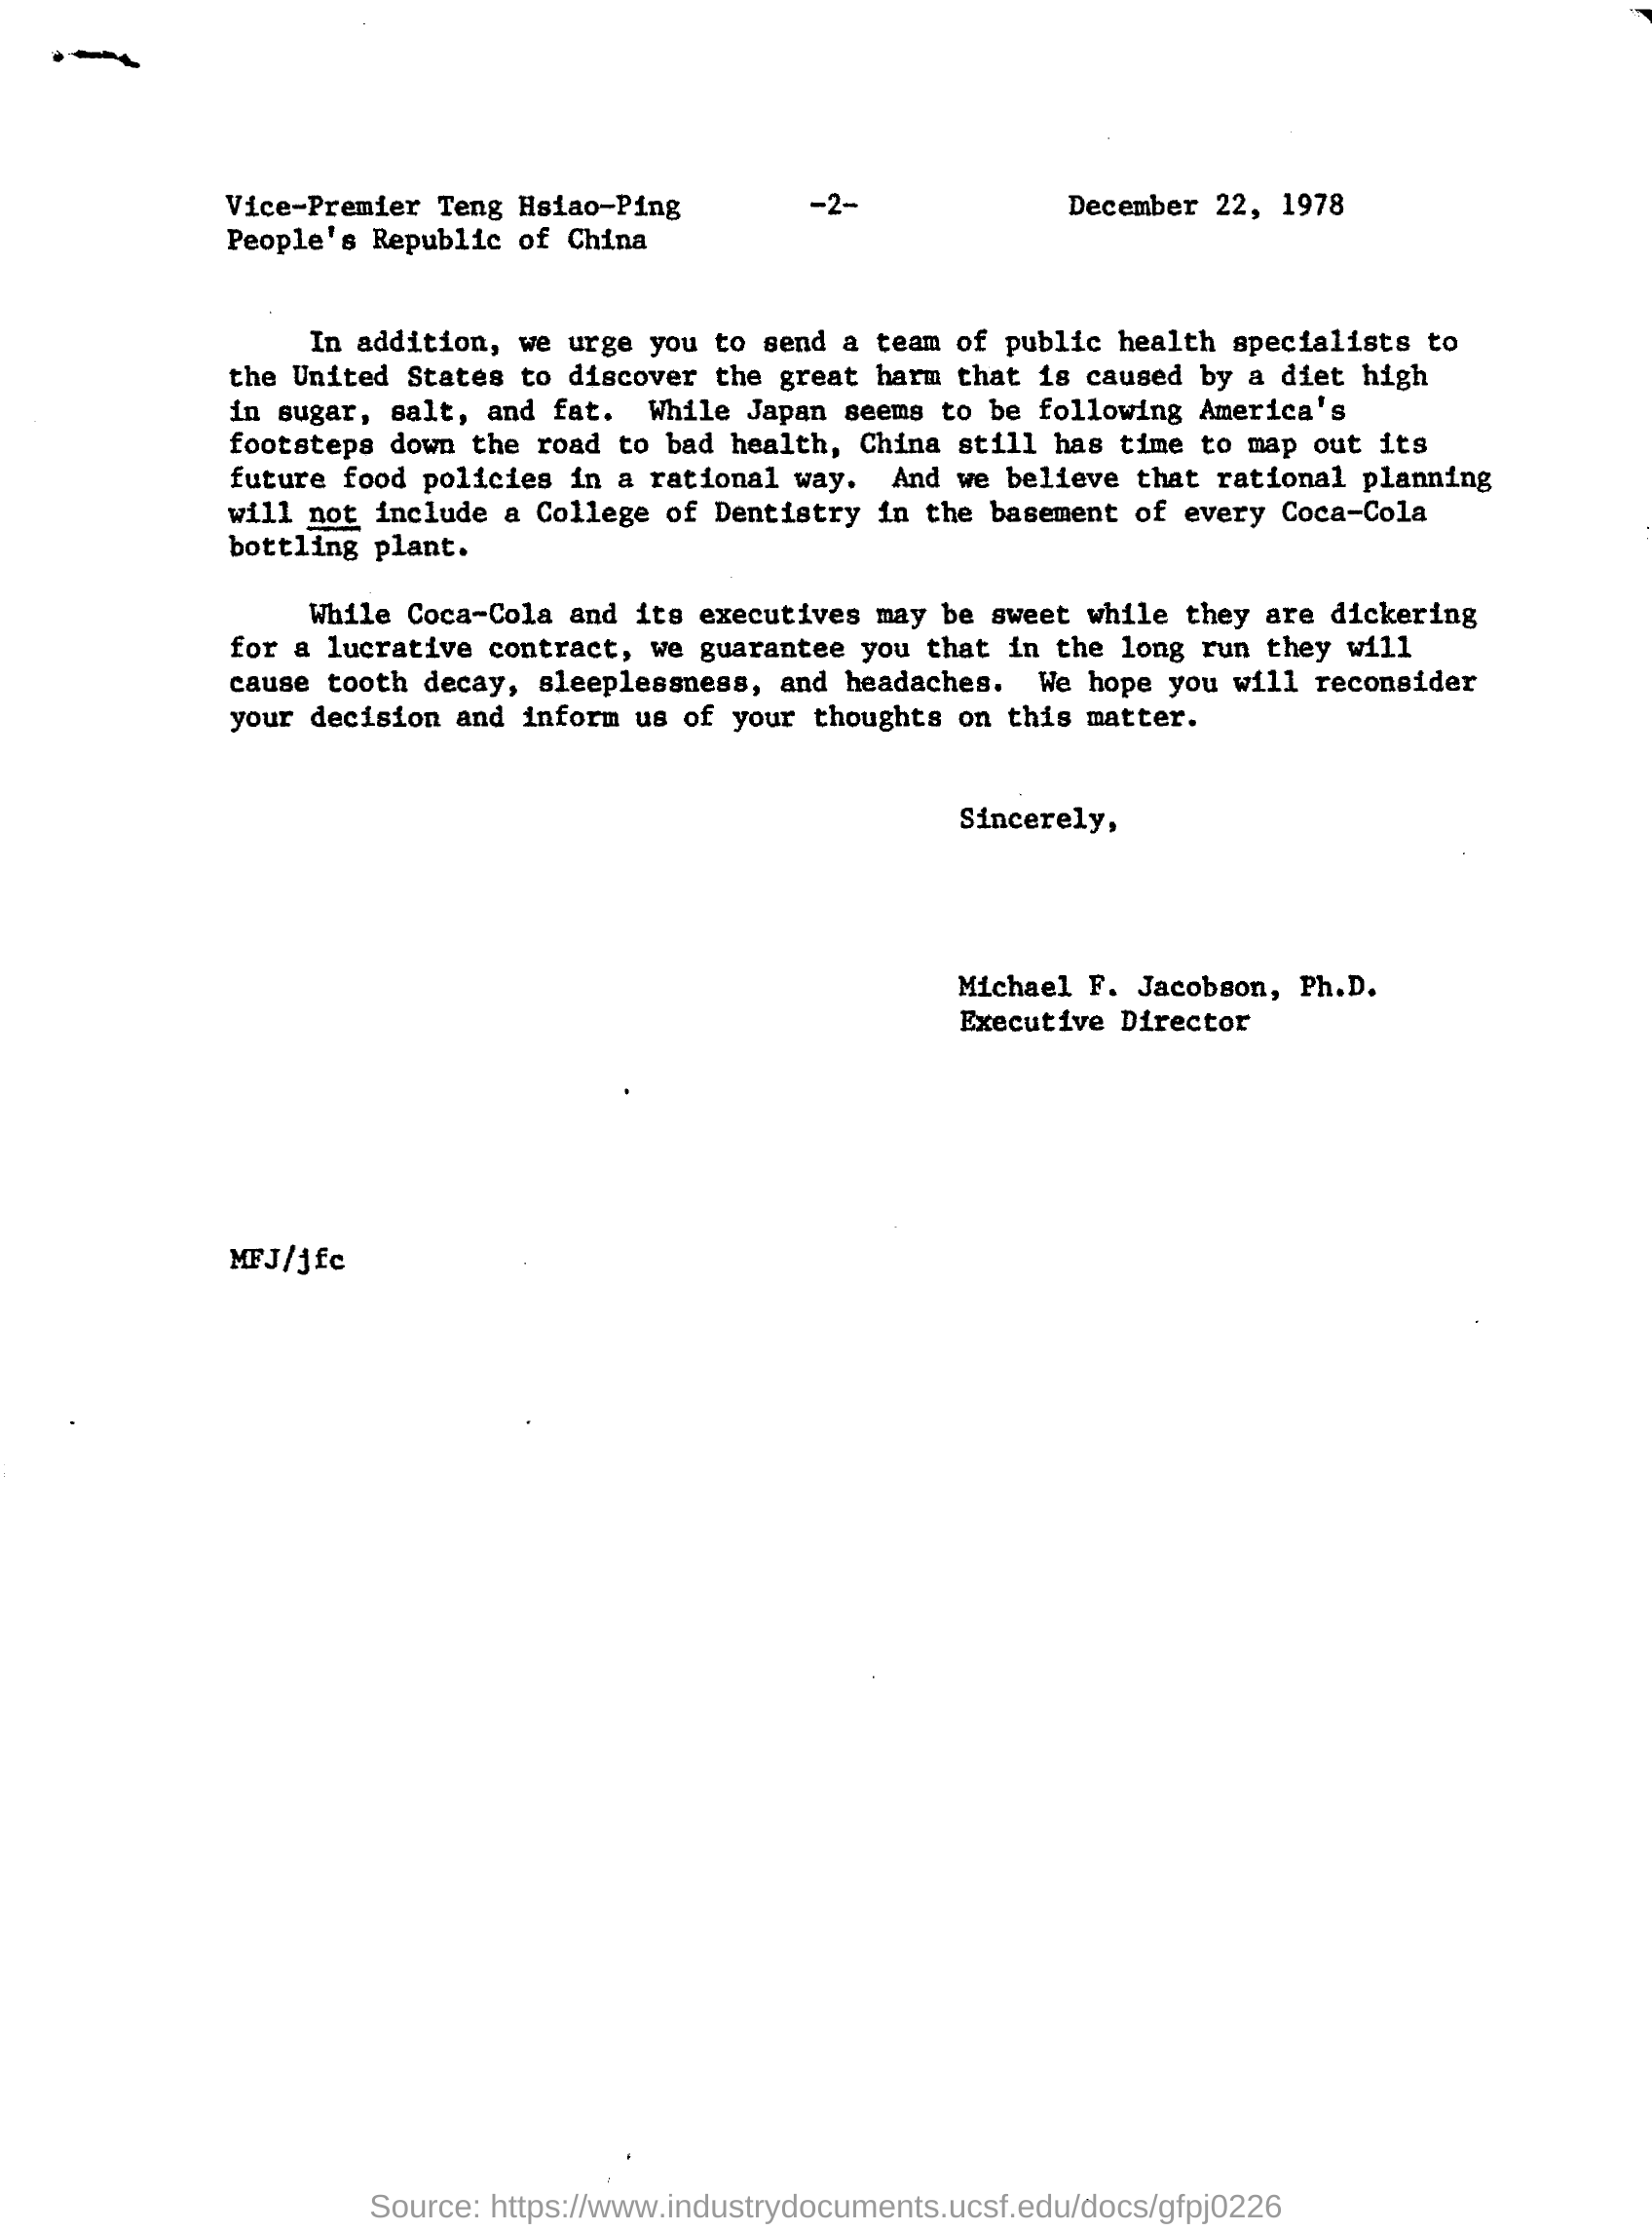 Vice-Premier Teng Hsiao-Ping -2- December 22, 1978
People's Republic of China
In addition, we urge you to send a team of public health specialists to
the United States to discover the great harm that is caused by a diet high
in sugar, salt, and fat. While Japan seems to be following America's
footsteps down the road to bad health, China still has time to map out its
future food policies in a rational way. And we believe that rational planning
will not include a College of Dentistry in the basement of every Coca-Cola
bottling plant.
While Coca-Cola and its executives may be sweet while they are dickering
for a lucrative contract, we guarantee you that in the long run they will
cause tooth decay, sleeplessness, and headaches. We hope you will reconsider
your decision and inform us of your thoughts on this matter.
Sincerely,
Michael F. Jacobson, Ph.D.
Executive Director
MFJ/jfc
Source: https://www.industrydocuments.ucsf.edu/docs/gfpj0226